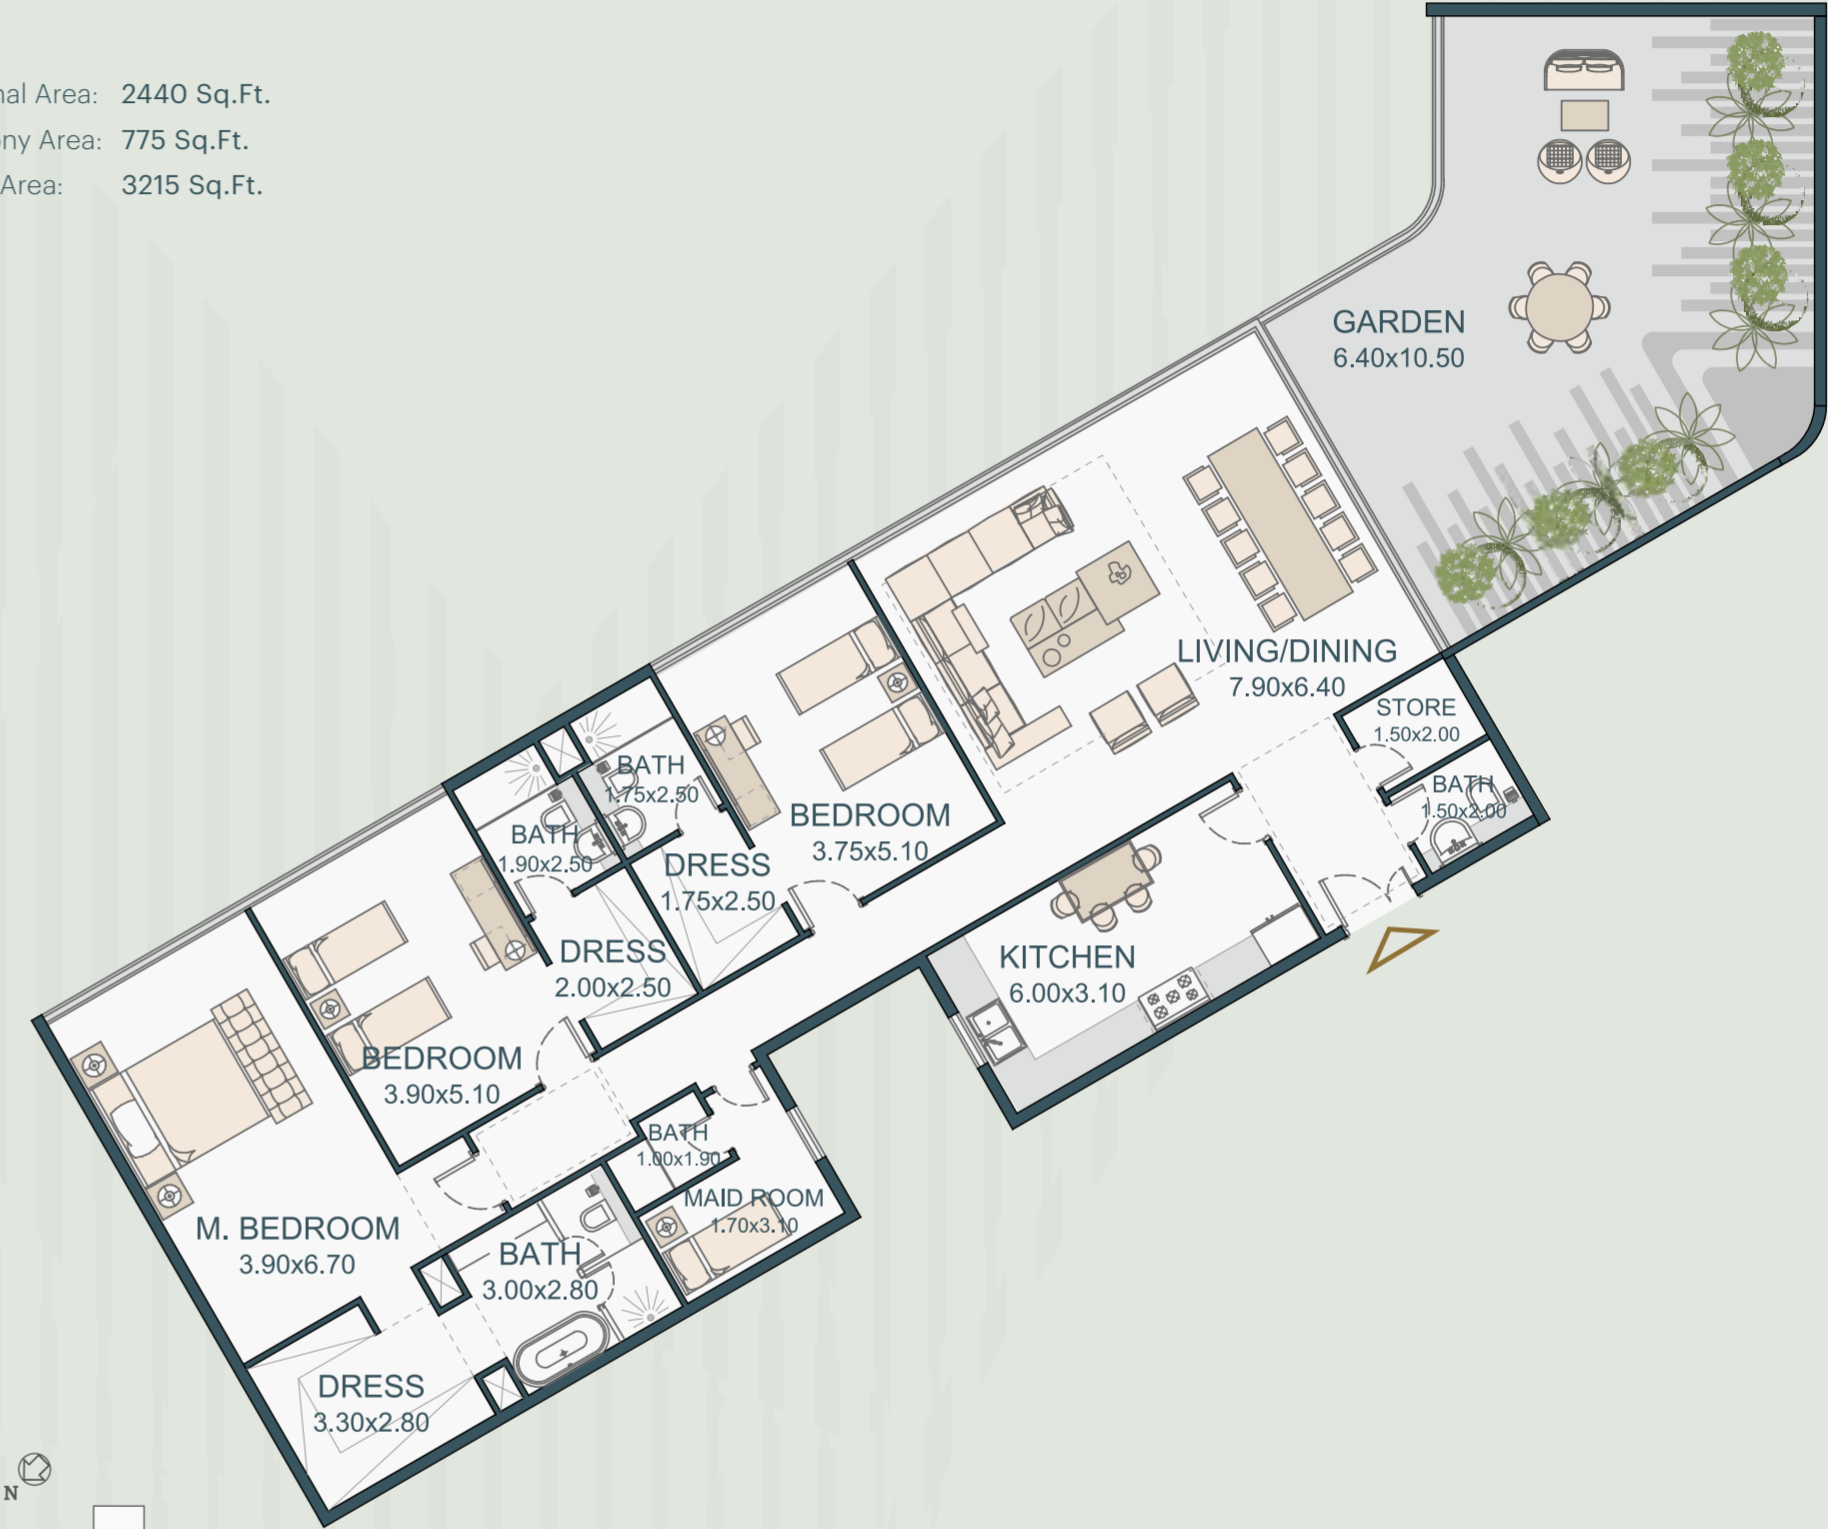 nal Area: 2440 Sq.Ft.
ny Area: 775 Sq.Ft.
Area: 3215 Sq.Ft.
GARDEN
6.40x10.50
LIVING/DINING
7.90x6.40
STORE
1.50x2.00
BATH
1.50x2.00
BATH
1.75x2.50
BEDROOM
3.75x5.10
BATH
1.90x2.50
DRESS
1.75x2.50
DRESS
2.00x2.50
KITCHEN
6.00x3.10
BEDROOM
3.90x5.10
BATH
1.00x1.90
MAID ROOM
1.70x3.10
M. BEDROOM
3.90x6.70
BATH
3.00x2.80
DRESS
3.30x2.80
N